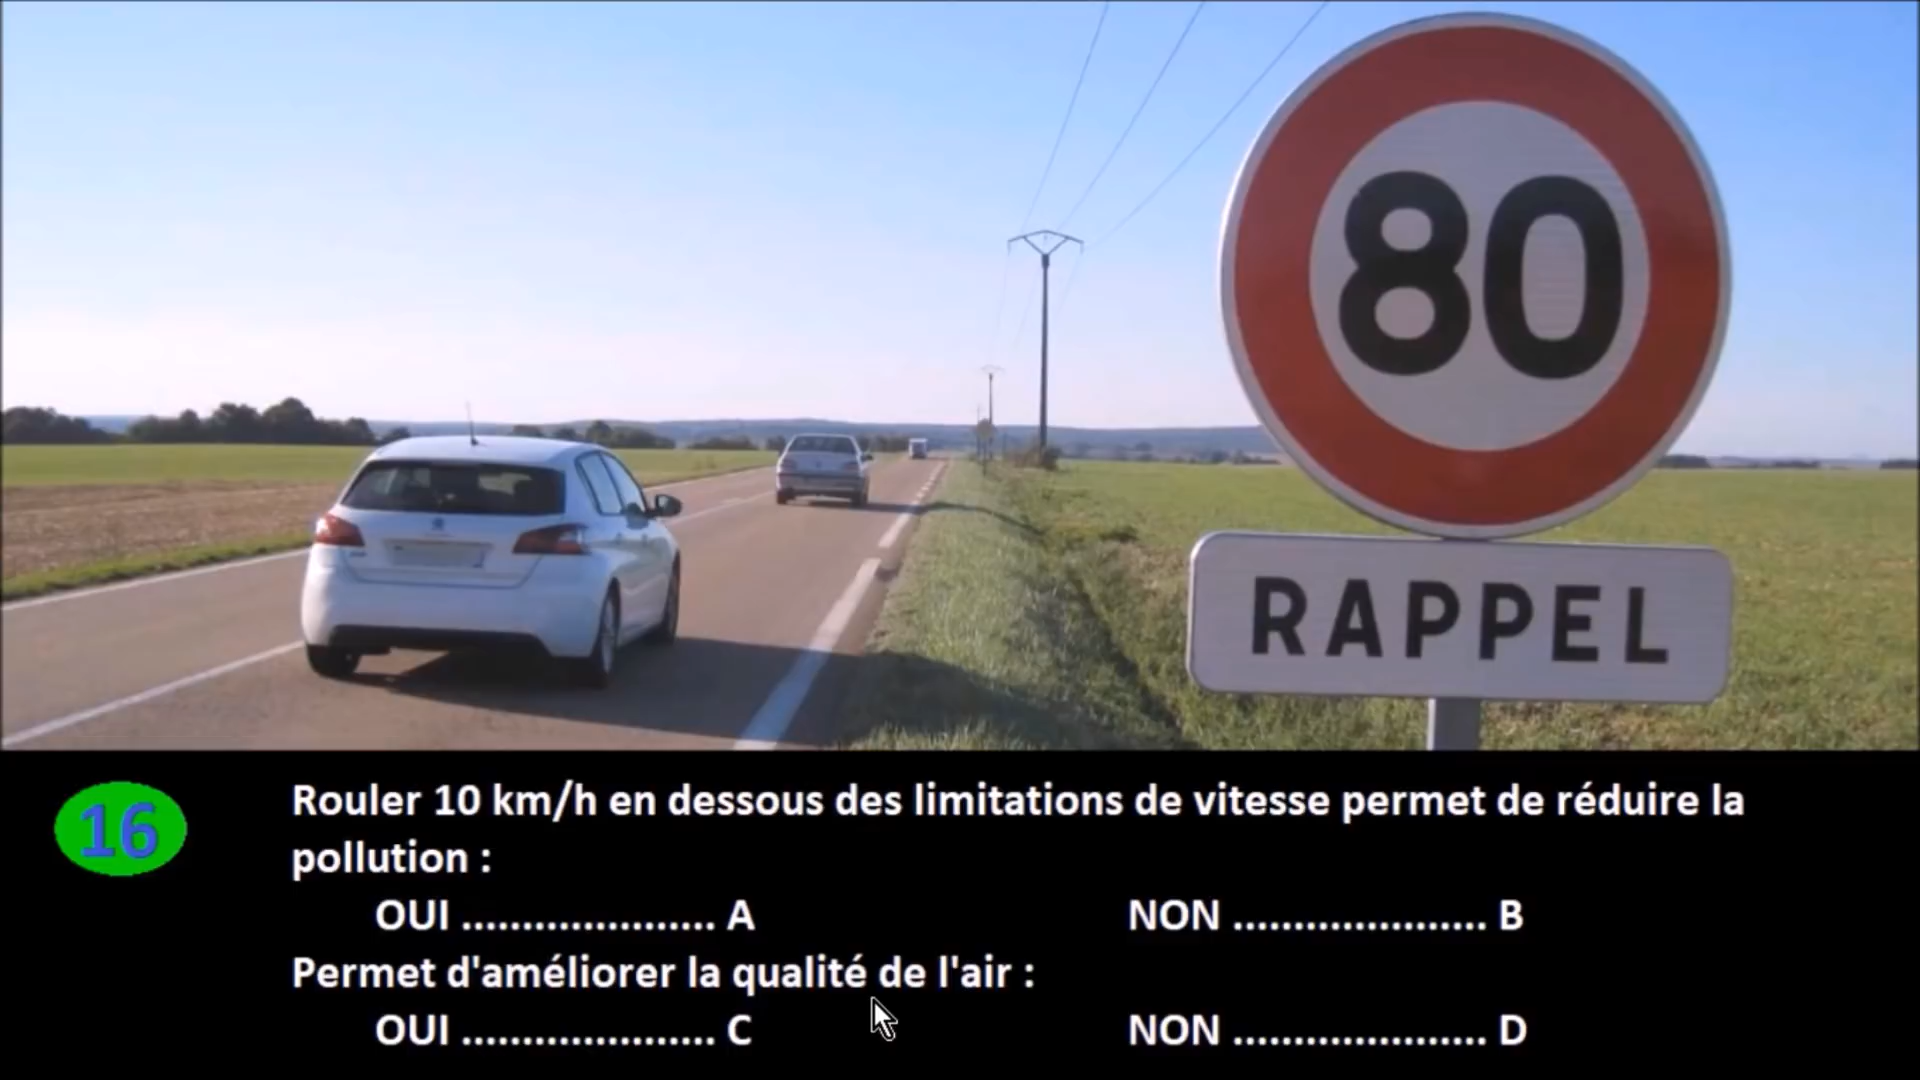 80
RAPPEL
16
Rouler 10 km/h en dessous des limitations de vitesse permet de réduire la
pollution :
OUI ..................... A
NON ..................... B
Permet d'améliorer la qualité de l'air :
OUI ..................... C
NON ..................... D